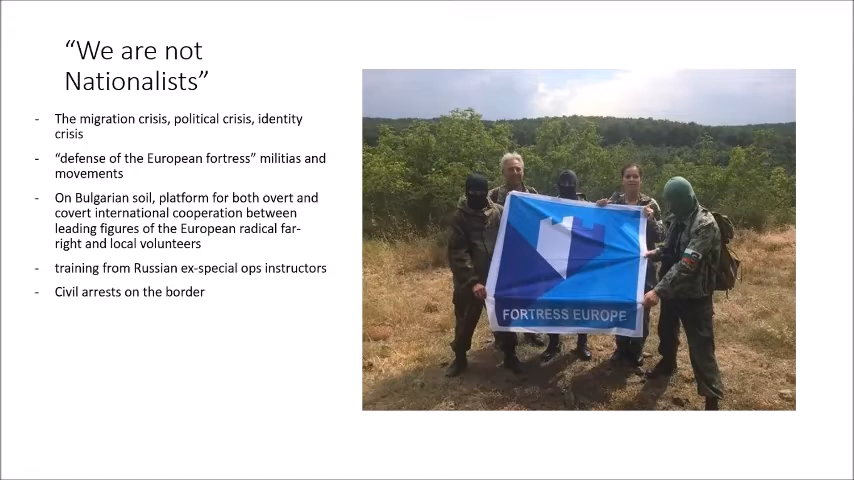 “We are not
Nationalists”
- The migration crisis, political crisis, identity
crisis
- “defense of the European fortress” militias and
movements
- On Bulgarian soil, platform for both overt and
covert international cooperation between
leading figures of the European radical far-
right and local volunteers
- training from Russian ex-special ops instructors
- Civil arrests on the border
FORTRESS EUROPE